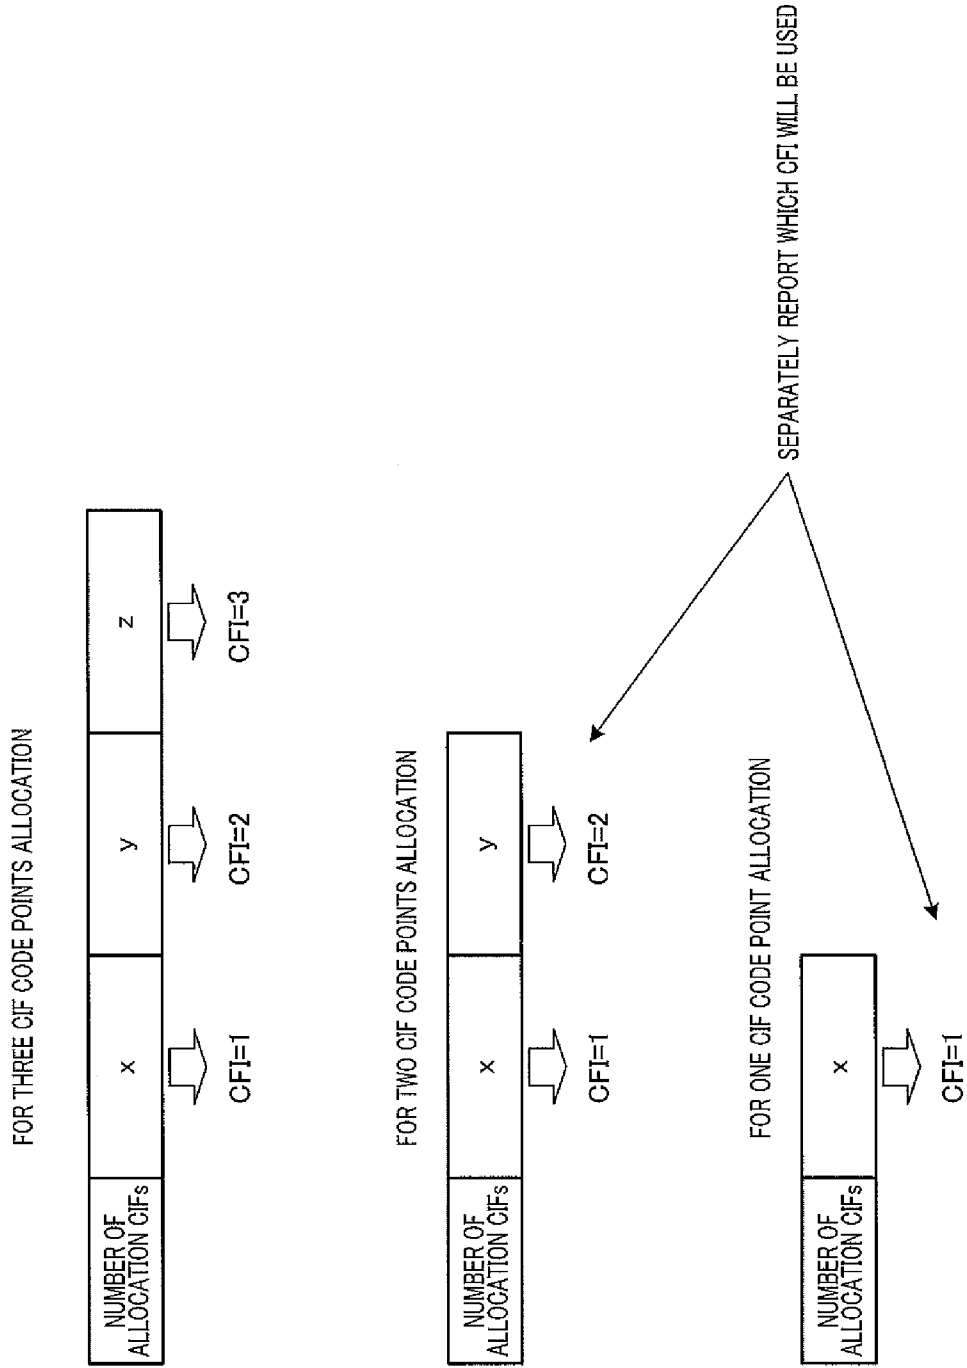 FOR THREE CIF CODE POINTS ALLOCATION
NUMBER OF
ALLOCATION CIFs
x
y
z
CFI=1
CFI=2
CFI=3
FOR TWO CIF CODE POINTS ALLOCATION
NUMBER OF
ALLOCATION CIFs
x
y
CFI=1
CFI=2
FOR ONE CIF CODE POINT ALLOCATION
NUMBER OF
ALLOCATION CIFs
x
CFI=1
SEPARATELY REPORT WHICH CFI WILL BE USED